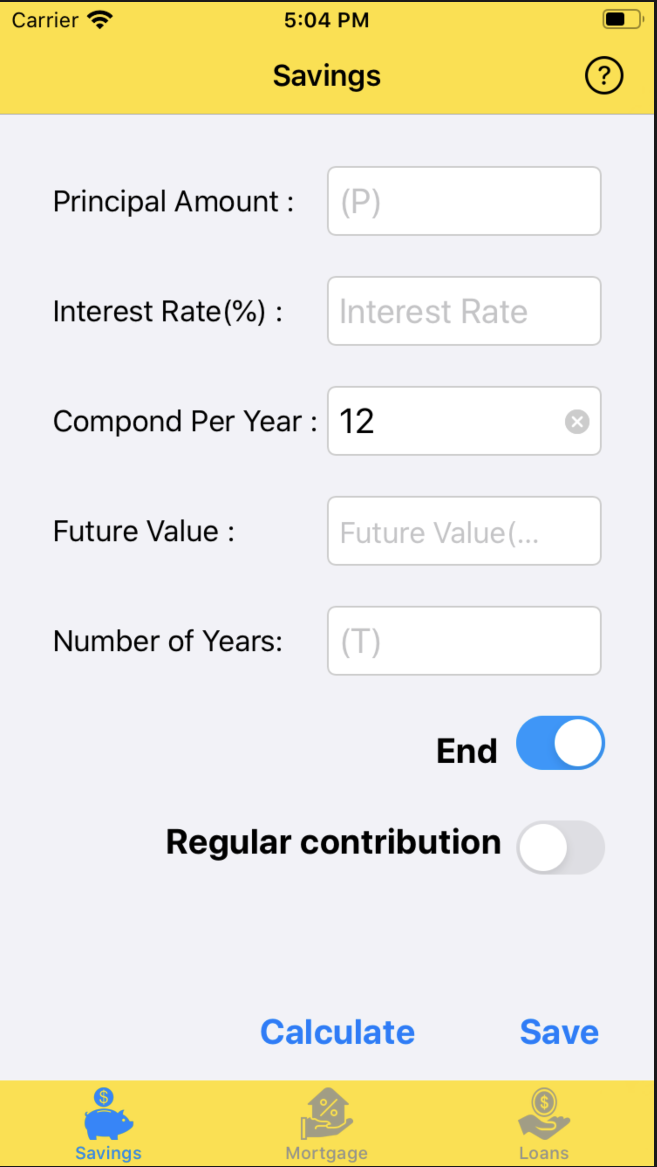 Carrier 5:04 PM
Savings ?
Principal Amount : (P)
Interest Rate(%) : Interest Rate
Compond Per Year : 12
Future Value : Future Value(...
Number of Years: (T)
End
Regular contribution
Calculate Save
$ % $
Savings Mortgage Loans